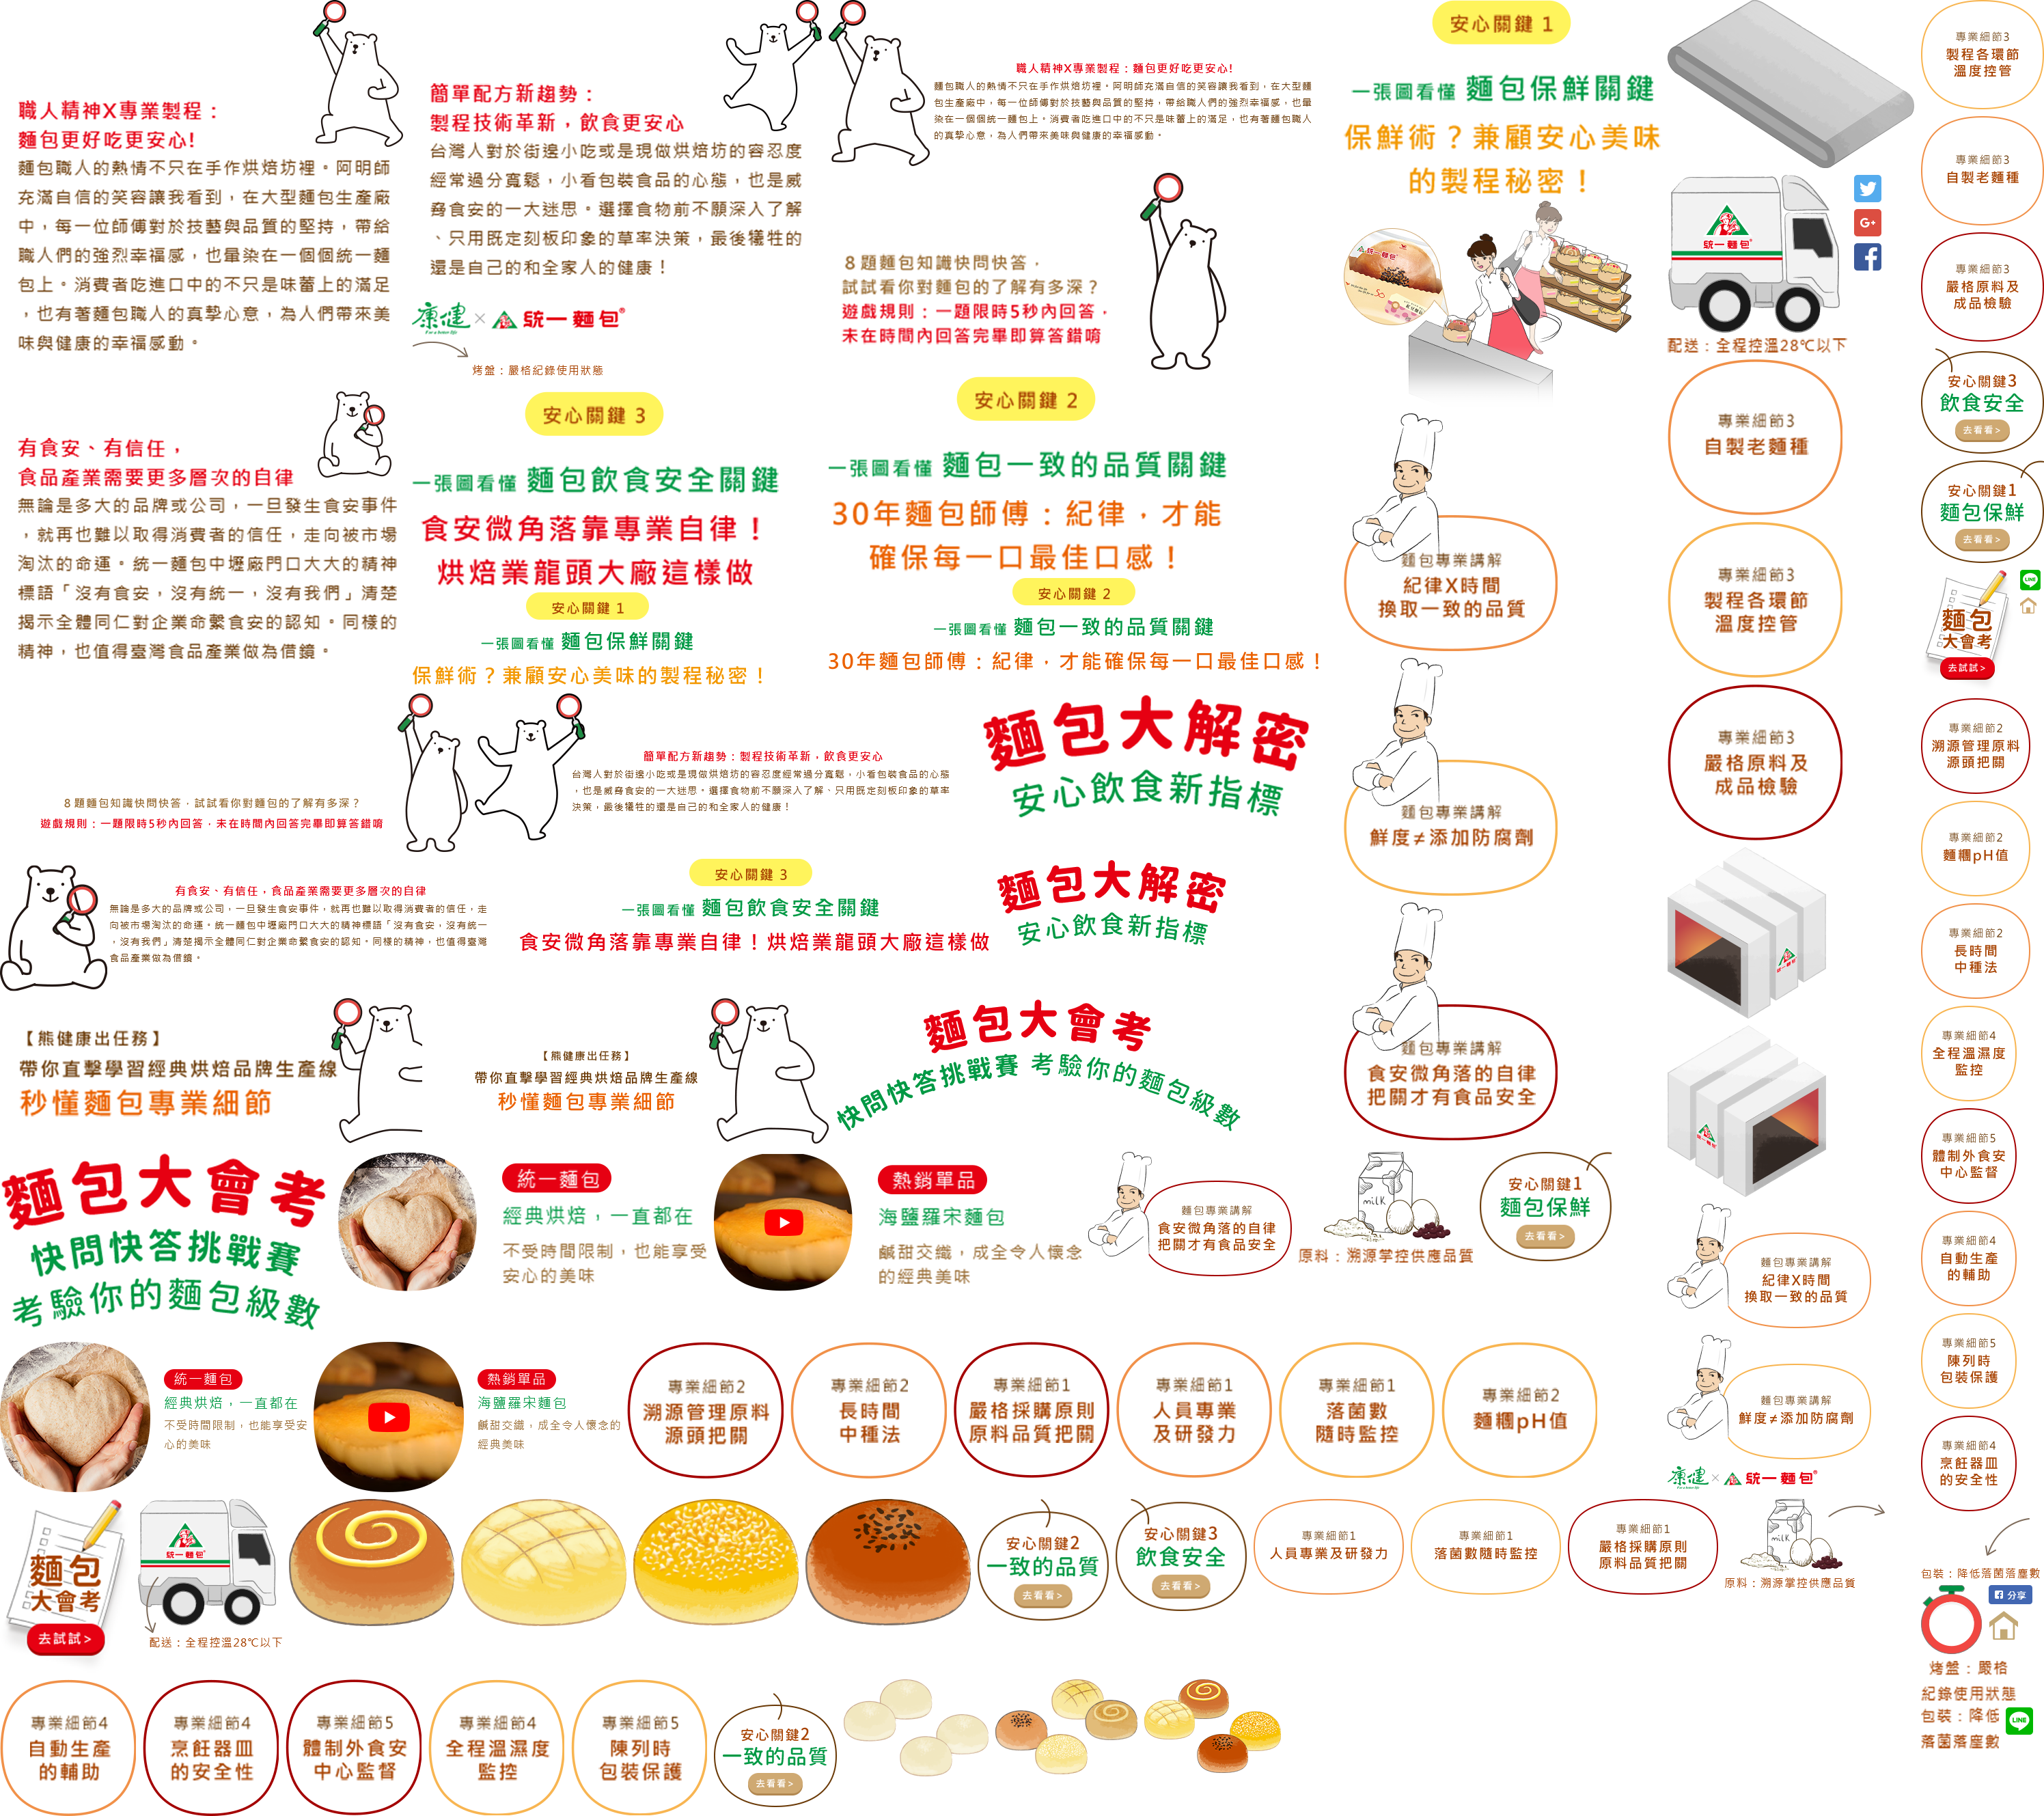 職人精神X專業製程：
麵包更好吃更安心！
麵包職人的熱情不只在手作烘焙坊裡。阿明師
充滿自信的笑容讓我看到，在大型麵包生產廠
中，每一位師傅對於技藝與品質的堅持，帶給
職人們的強烈幸福感，也暈染在一個個統一麵
包上。消費者吃進口中的不只是味蕾上的滿足
，也有著麵包職人的真摯心意，為人們帶來美
味與健康的幸福感動。
簡單配方新趨勢：
製程技術革新，飲食更安心
台灣人對於街邊小吃或是現做烘焙坊的容忍度
經常過分寬鬆，小看包裝食品的心態，也是威
脅食安的一大迷思。選擇食物前不願深入了解
、只用既定刻板印象的草率決策，最後犧牲的
還是自己的和全家人的健康！
康健×統一麵包
烤盤：嚴格紀錄使用狀態
職人精神X專業製程：麵包更好吃更安心！
麵包職人的熱情不只在手作烘焙坊裡。阿明師充滿自信的笑容讓我看到，在大型麵
包生產廠中，每一位師傅對於技藝與品質的堅持，帶給職人們的強烈幸福感，也暈
染在一個個統一麵包上。消費者吃進口中的不只是味蕾上的滿足，也有著麵包職人
的真摯心意，為人們帶來美味與健康的幸福感動。
8題麵包知識快問快答，
試試看你對麵包的了解有多深？
遊戲規則：一題限時5秒內回答，
未在時間內回答完畢即算答錯唷
安心關鍵 1
一張圖看懂 麵包保鮮關鍵
保鮮術？兼顧安心美味
的製程秘密！
統一麵包
配送：全程控溫28℃以下
專業細節3
製程各環節
溫度控管
專業細節3
自製老麵種
專業細節3
嚴格原料及
成品檢驗
安心關鍵3
飲食安全
去看看>
安心關鍵1
麵包保鮮
去看看>
麵包
大會考
去試試>
LINE
有食安、有信任，
食品產業需要更多層次的自律
無論是多大的品牌或公司，一旦發生食安事件
，就再也難以取得消費者的信任，走向被市場
淘汰的命運。統一麵包中壢廠門口大大的精神
標語「沒有食安，沒有統一，沒有我們」清楚
揭示全體同仁對企業命繫食安的認知。同樣的
精神，也值得臺灣食品產業做為借鏡。
安心關鍵 3
一張圖看懂 麵包飲食安全關鍵
食安微角落靠專業自律！
烘焙業龍頭大廠這樣做
安心關鍵 1
一張圖看懂 麵包保鮮關鍵
保鮮術？兼顧安心美味的製程秘密！
安心關鍵 2
一張圖看懂 麵包一致的品質關鍵
30年麵包師傅：紀律，才能
確保每一口最佳口感！
安心關鍵 2
一張圖看懂 麵包一致的品質關鍵
30年麵包師傅：紀律，才能確保每一口最佳口感！
麵包專業講解
紀律X時間
換取一致的品質
專業細節3
自製老麵種
專業細節3
製程各環節
溫度控管
專業細節3
嚴格原料及
成品檢驗
麵包專業講解
鮮度≠添加防腐劑
專業細節2
溯源管理原料
源頭把關
專業細節2
麵糰pH值
專業細節2
長時間
中種法
專業細節4
全程溫濕度
監控
專業細節5
體制外食安
中心監督
專業細節4
自動生產
的輔助
專業細節5
陳列時
包裝保護
專業細節4
烹飪器皿
的安全性
8題麵包知識快問快答，試試看你對麵包的了解有多深？
遊戲規則：一題限時5秒內回答，未在時間內回答完畢即算答錯唷
簡單配方新趨勢：製程技術革新，飲食更安心
台灣人對於街邊小吃或是現做烘焙坊的容忍度經常過分寬鬆，小看包裝食品的心態
，也是威脅食安的一大迷思。選擇食物前不願深入了解、只用既定刻板印象的草率
決策，最後犧牲的還是自己的和全家人的健康！
麵包大解密
安心飲食新指標
有食安、有信任，食品產業需要更多層次的自律
無論是多大的品牌或公司，一旦發生食安事件，就再也難以取得消費者的信任，走
向被市場淘汰的命運。統一麵包中壢廠門口大大的精神標語「沒有食安，沒有統一
，沒有我們」清楚揭示全體同仁對企業命繫食安的認知。同樣的精神，也值得臺灣
食品產業做為借鏡。
安心關鍵 3
一張圖看懂 麵包飲食安全關鍵
食安微角落靠專業自律！烘焙業龍頭大廠這樣做
麵包大解密
安心飲食新指標
麵包專業講解
食安微角落的自律
把關才有食品安全
統一麵包
統一麵包
【熊健康出任務】
帶你直擊學習經典烘焙品牌生產線
秒懂麵包專業細節
【熊健康出任務】
帶你直擊學習經典烘焙品牌生產線
秒懂麵包專業細節
麵包大會考
快問快答挑戰賽 考驗你的麵包級數
麵包大會考
快問快答挑戰賽
考驗你的麵包級數
統一麵包
經典烘焙，一直都在
不受時間限制，也能享受
安心的美味
熱銷單品
海鹽羅宋麵包
鹹甜交織，成全令人懷念
的經典美味
麵包專業講解
食安微角落的自律
把關才有食品安全
MILK
原料：溯源掌控供應品質
安心關鍵1
麵包保鮮
去看看>
麵包專業講解
紀律X時間
換取一致的品質
麵包專業講解
鮮度≠添加防腐劑
康健×統一麵包
統一麵包
經典烘焙，一直都在
不受時間限制，也能享受安
心的美味
熱銷單品
海鹽羅宋麵包
鹹甜交織，成全令人懷念的
經典美味
專業細節2
溯源管理原料
源頭把關
專業細節2
長時間
中種法
專業細節1
嚴格採購原則
原料品質把關
專業細節1
人員專業
及研發力
專業細節1
落菌數
隨時監控
專業細節2
麵糰pH值
麵包
大會考
去試試>
統一麵包
配送：全程控溫28℃以下
安心關鍵2
一致的品質
去看看>
安心關鍵3
飲食安全
去看看>
專業細節1
人員專業及研發力
專業細節1
落菌數隨時監控
專業細節1
嚴格採購原則
原料品質把關
MILK
原料：溯源掌控供應品質
包裝：降低落菌落塵數
分享
烤盤：嚴格
紀錄使用狀態
包裝：降低
落菌落塵數
LINE
專業細節4
自動生產
的輔助
專業細節4
烹飪器皿
的安全性
專業細節5
體制外食安
中心監督
專業細節4
全程溫濕度
監控
專業細節5
陳列時
包裝保護
安心關鍵2
一致的品質
去看看>